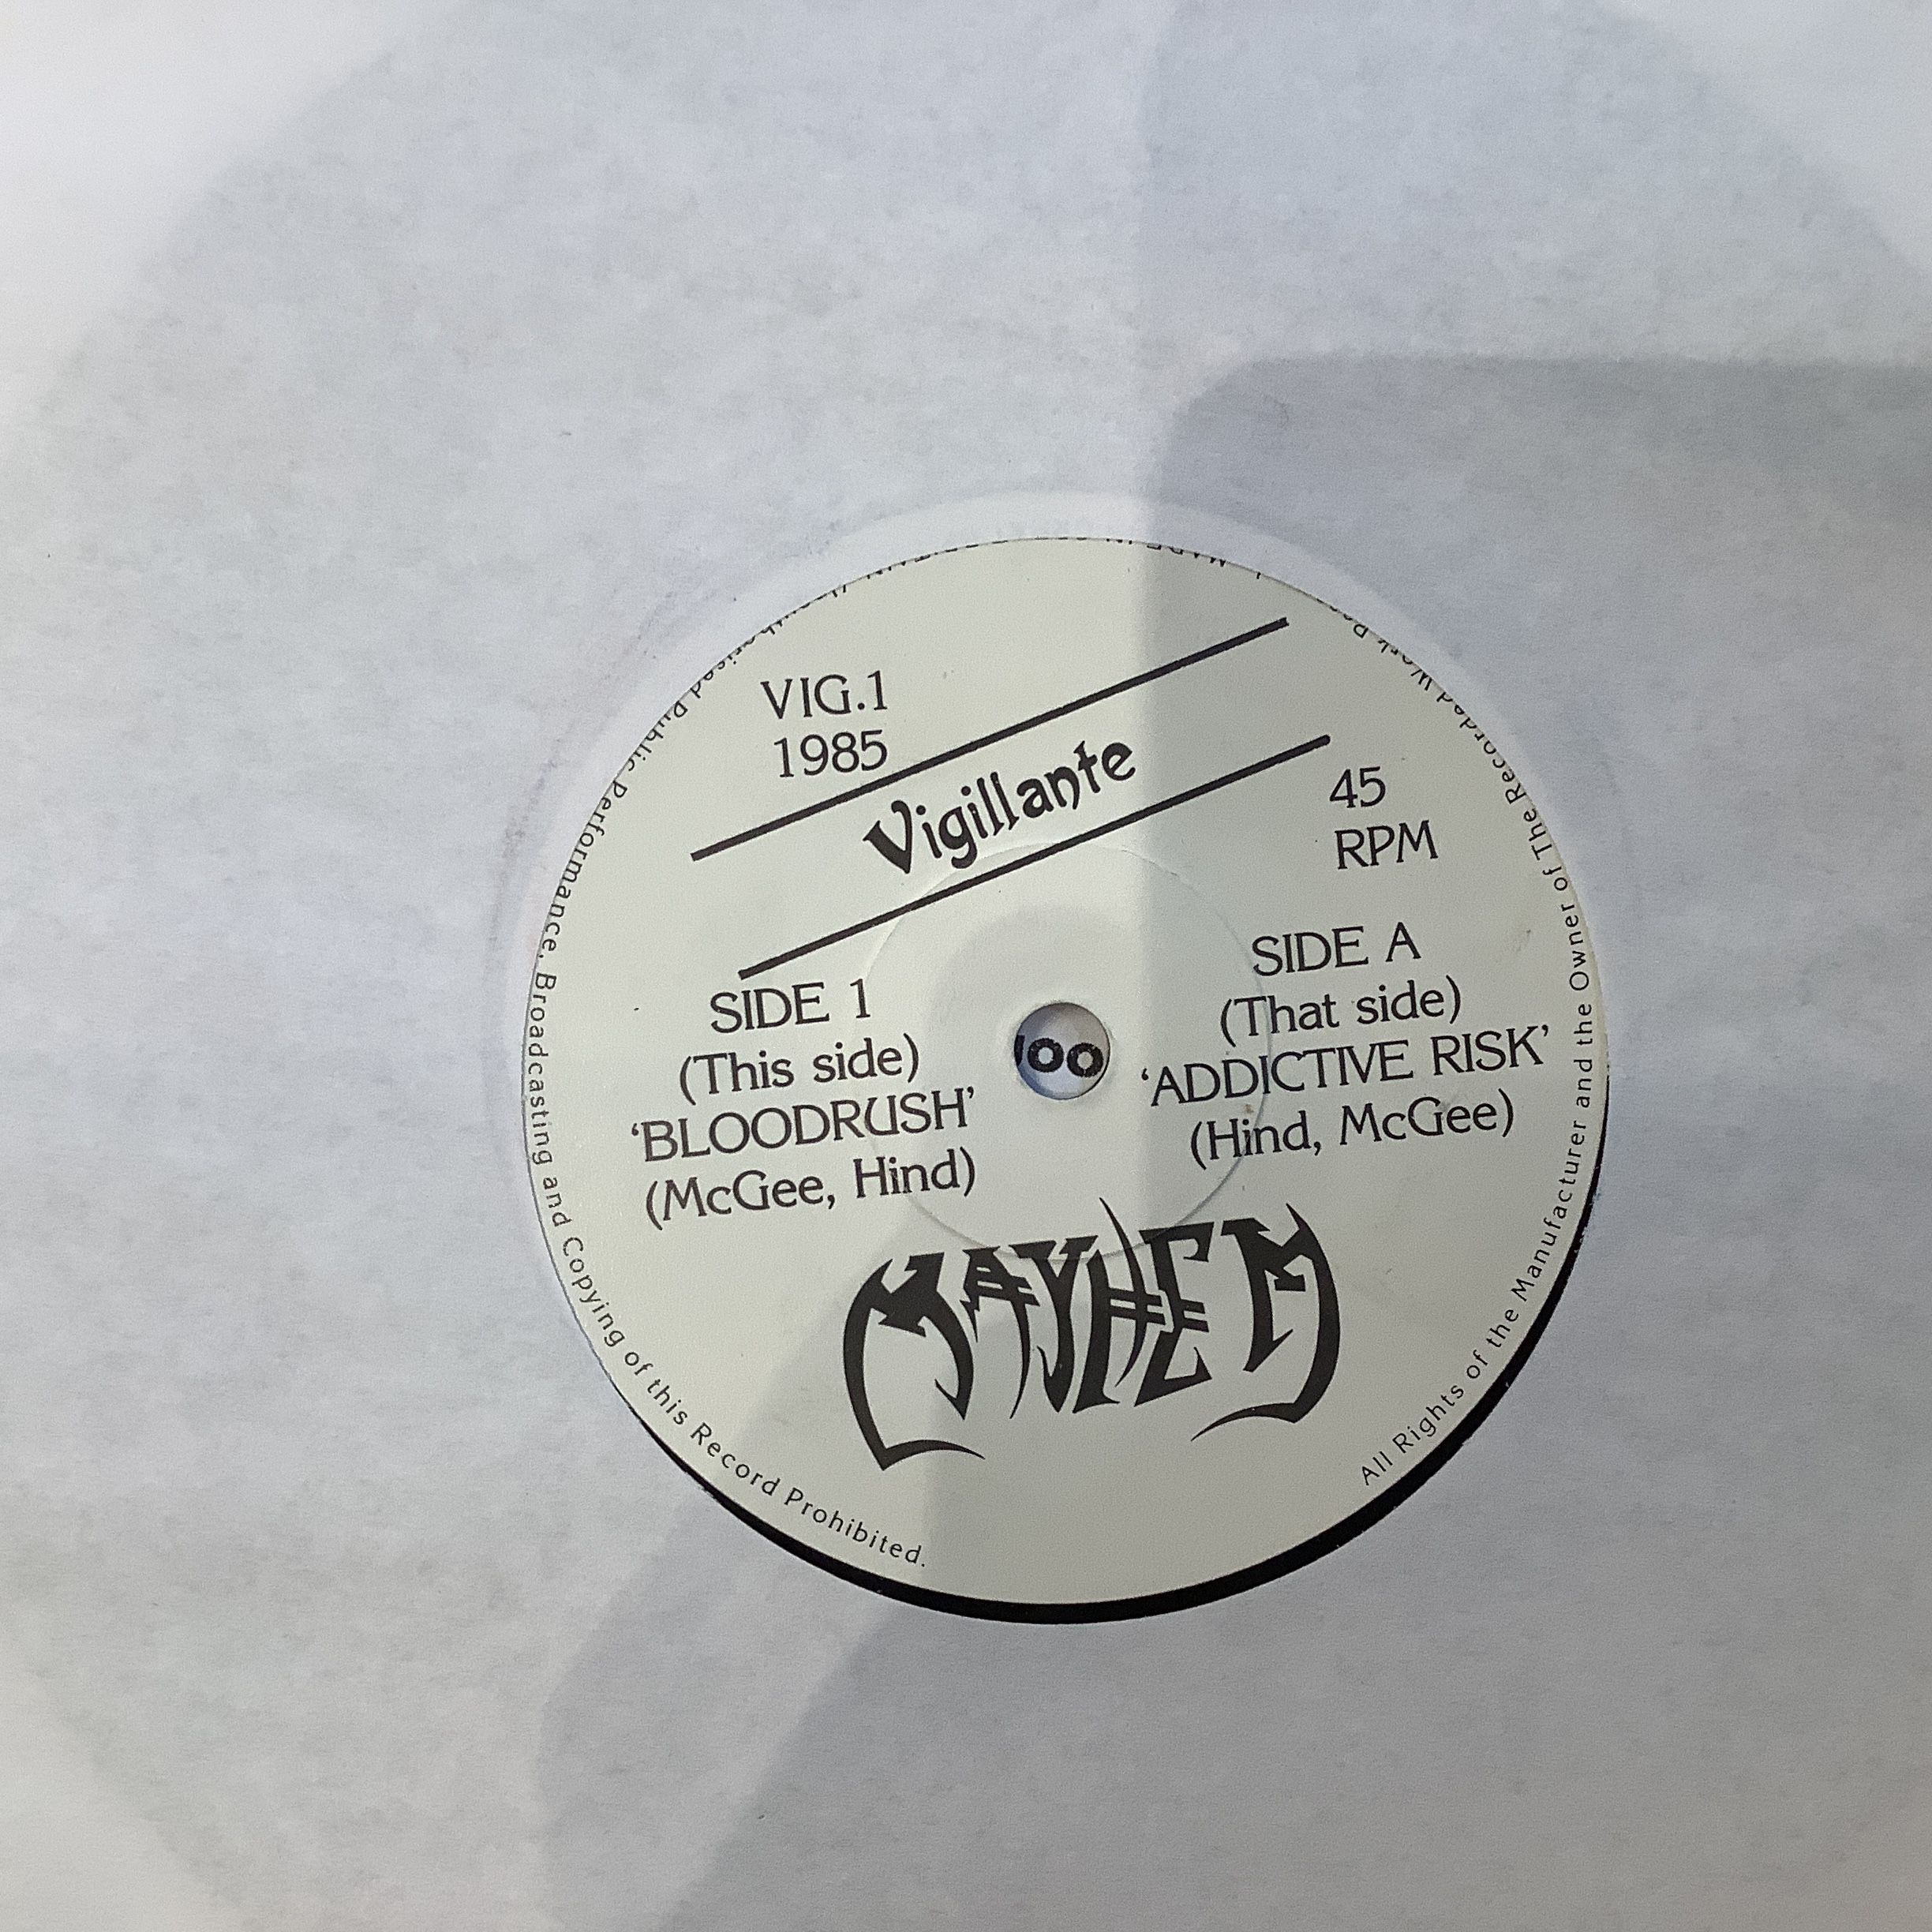 VIG.1
1985
Vigillante
45
RPM
SIDE 1
(This side)
'BLOODRUSH'
(McGee, Hind)
SIDE A
(That side)
'ADDICTIVE RISK'
(Hind, McGee)
MAYHEM
All Rights of the Manufacturer and the Owner of The Recorded Work
Public Performance, Broadcasting and Copying of this Record Prohibited.